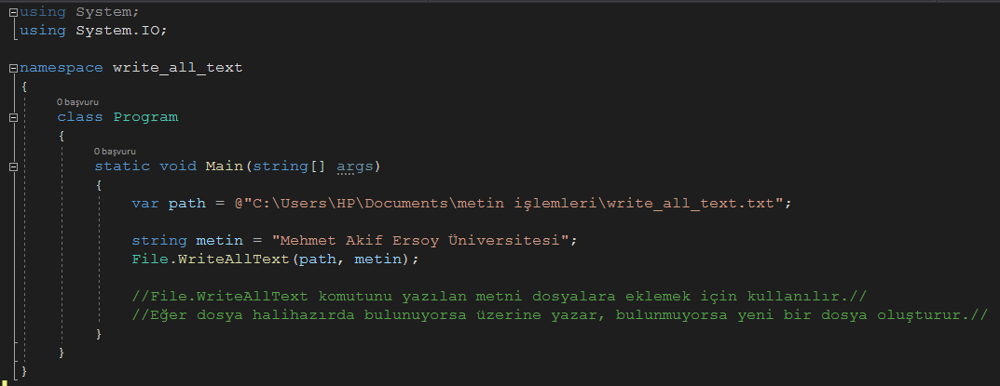 using System;
using System.IO;
namespace write_all_text
{
0 başvuru
class Program
{
0 başvuru
static void Main(string[] args)
{
var path = @"C:\Users\HP\Documents\metin işlemleri\write_all_text.txt";
string metin = "Mehmet Akif Ersoy Üniversitesi";
File.WriteAllText(path, metin);
//File.WriteAllText komutunu yazılan metni dosyalara eklemek için kullanılır.//
//Eğer dosya halihazırda bulunuyorsa üzerine yazar, bulunmuyorsa yeni bir dosya oluşturur.//
}
}
}